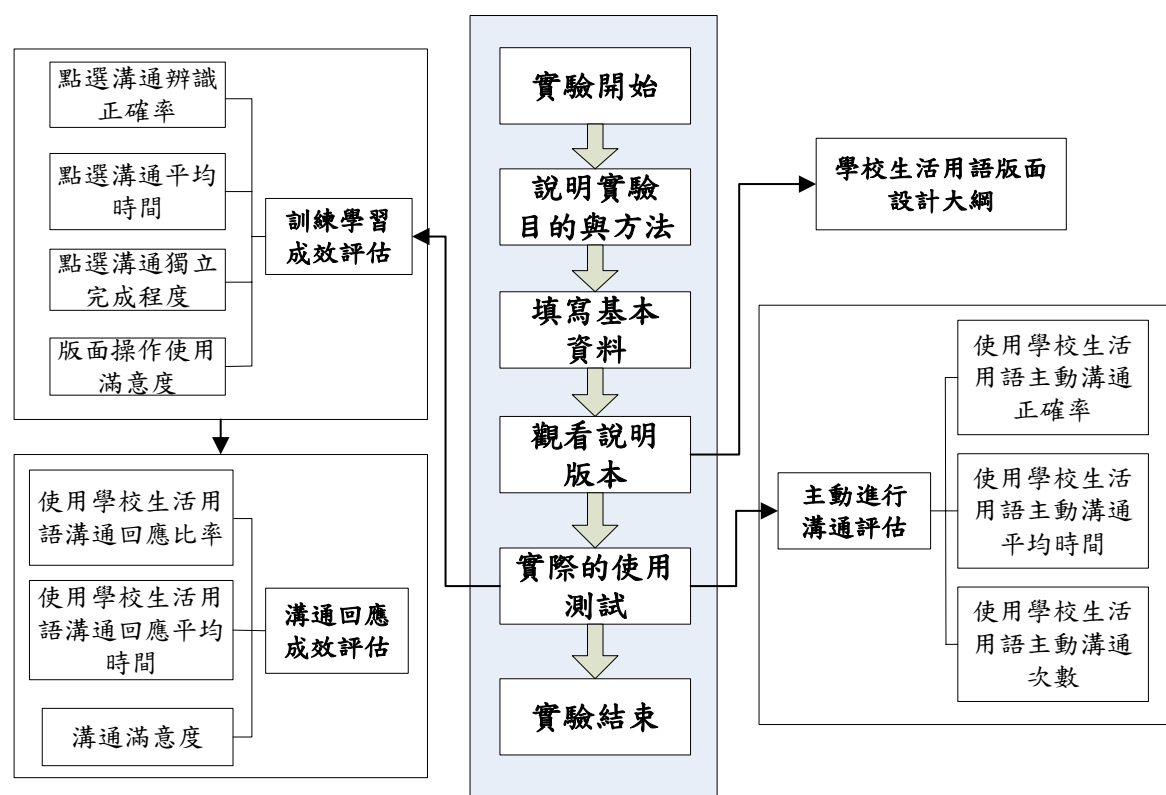 點選溝通辨識
正確率
點選溝通平均
時間
點選溝通獨立
完成程度
版面操作使用
滿意度
訓練學習
成效評估
使用學校生活用
語溝通回應比率
使用學校生活用
語溝通回應平均
時間
溝通滿意度
溝通回應
成效評估
實驗開始
說明實驗
目的與方法
填寫基本
資料
觀看說明
版本
實際的使用
測試
實驗結束
學校生活用語版面
設計大綱
主動進行
溝通評估
使用學校生活
用語主動溝通
正確率
使用學校生活
用語主動溝通
平均時間
使用學校生活
用語主動溝通
次數